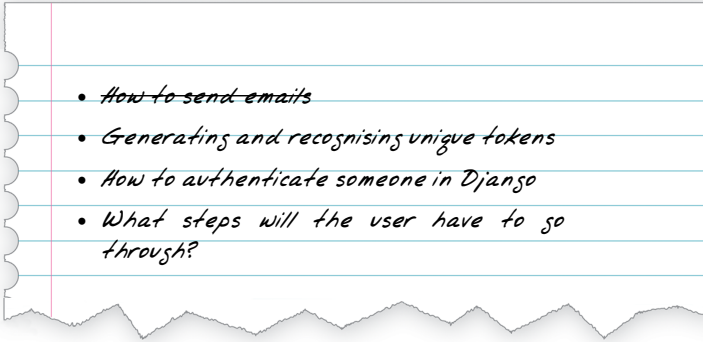 • How to send emails
• Generating and recognising unique tokens
• How to authenticate someone in Django
• What steps will the user have to go
through?